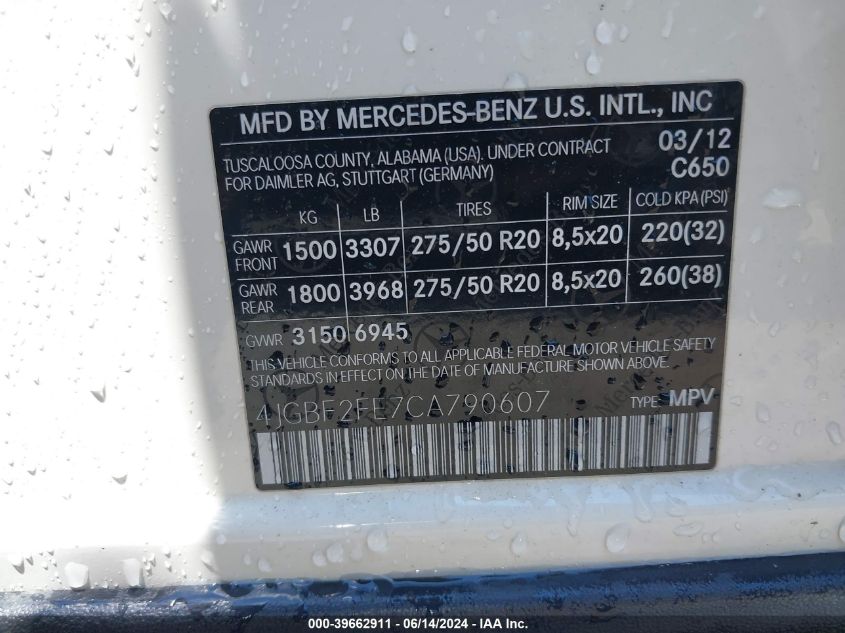 MFD BY MERCEDES-BENZ U.S. INTL., INC
TUSCALOOSA COUNTY, ALABAMA (USA). UNDER CONTRACT 03/12
FOR DAIMLER AG, STUTTGART (GERMANY) C650
KG LB TIRES RIM SIZE COLD KPA (PSI)
GAWR FRONT 1500 3307 275/50 R20 8,5x20 220(32)
GAWR REAR 1800 3968 275/50 R20 8,5x20 260(38)
GVWR 3150 6945
THIS VEHICLE CONFORMS TO ALL APPLICABLE FEDERAL MOTOR VEHICLE SAFETY
STANDARDS IN EFFECT ON THE DATE OF MANUFACTURE SHOWN ABOVE.
4JGBF2FE7CA790607 TYPE: MPV
000-39662911 - 06/14/2024 - IAA Inc.